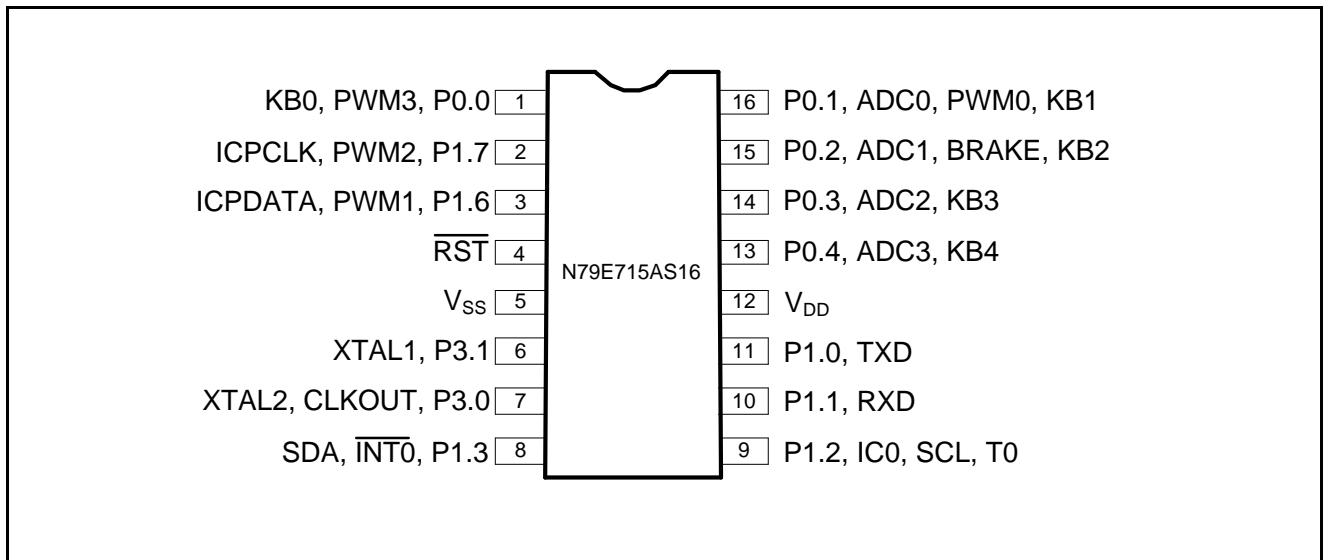 KB0, PWM3, P0.0 1 16 P0.1, ADC0, PWM0, KB1
ICPCLK, PWM2, P1.7 2 15 P0.2, ADC1, BRAKE, KB2
ICPDATA, PWM1, P1.6 3 14 P0.3, ADC2, KB3
RST 4 13 P0.4, ADC3, KB4
N79E715AS16
VSS 5 12 VDD
XTAL1, P3.1 6 11 P1.0, TXD
XTAL2, CLKOUT, P3.0 7 10 P1.1, RXD
SDA, INT0, P1.3 8 9 P1.2, IC0, SCL, T0